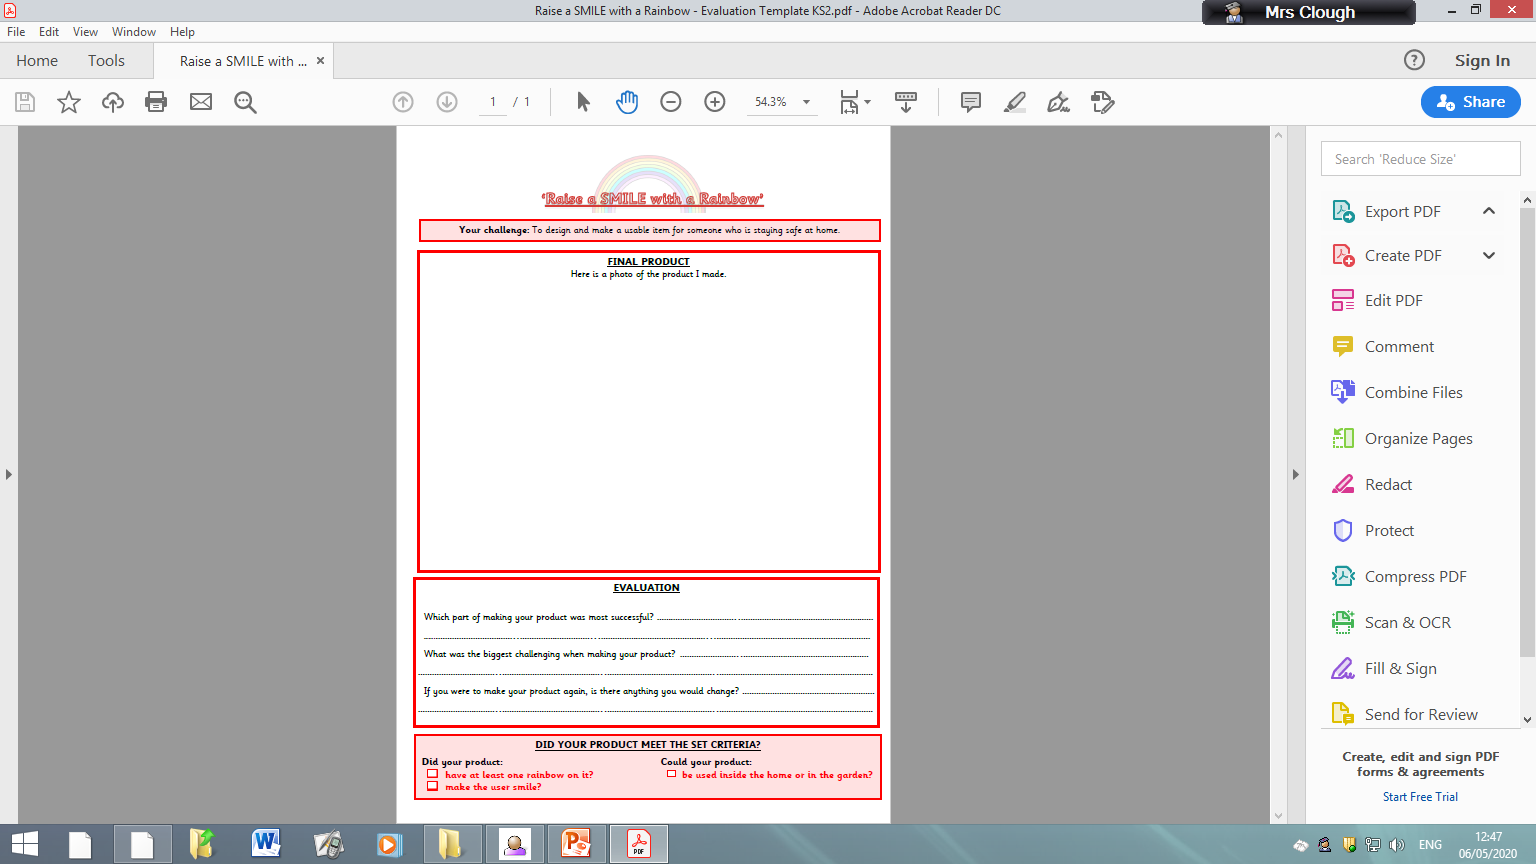 Raise a SMILE with a Rainbow - Evaluation Template KS2.pdf - Adobe Acrobat Reader DC
Mrs Clough
File Edit View Window Help
Home Tools Raise a SMILE with ... × ? Sign In
1 / 1 54.3% Share
Search 'Reduce Size'
Export PDF
Create PDF
Edit PDF
Comment
Combine Files
Organize Pages
Redact
Protect
Compress PDF
Scan & OCR
Fill & Sign
Send for Review
Create, edit and sign PDF
forms & agreements
Start Free Trial
‘Raise a SMILE with a Rainbow’
Your challenge: To design and make a usable item for someone who is staying safe at home.
FINAL PRODUCT
Here is a photo of the product I made.
EVALUATION
Which part of making your product was most successful?
What was the biggest challenging when making your product?
If you were to make your product again, is there anything you would change?
DID YOUR PRODUCT MEET THE SET CRITERIA?
Did your product: Could your product:
have at least one rainbow on it? be used inside the home or in the garden?
make the user smile?
PDF
ENG
12:47
06/05/2020